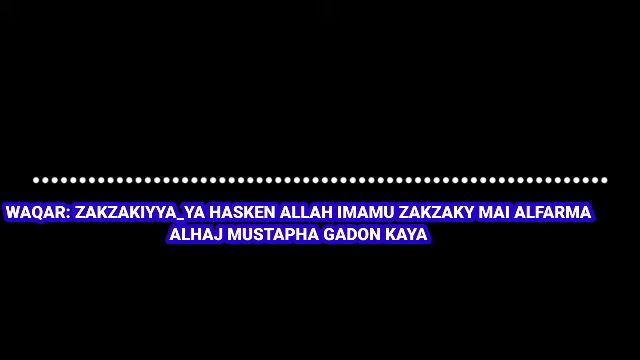 WAQAR: ZAKZAKIYYA_YA HASKEN ALLAH IMAMU ZAKZAKY MAI ALFARMA
ALHAJ MUSTAPHA GADON KAYA